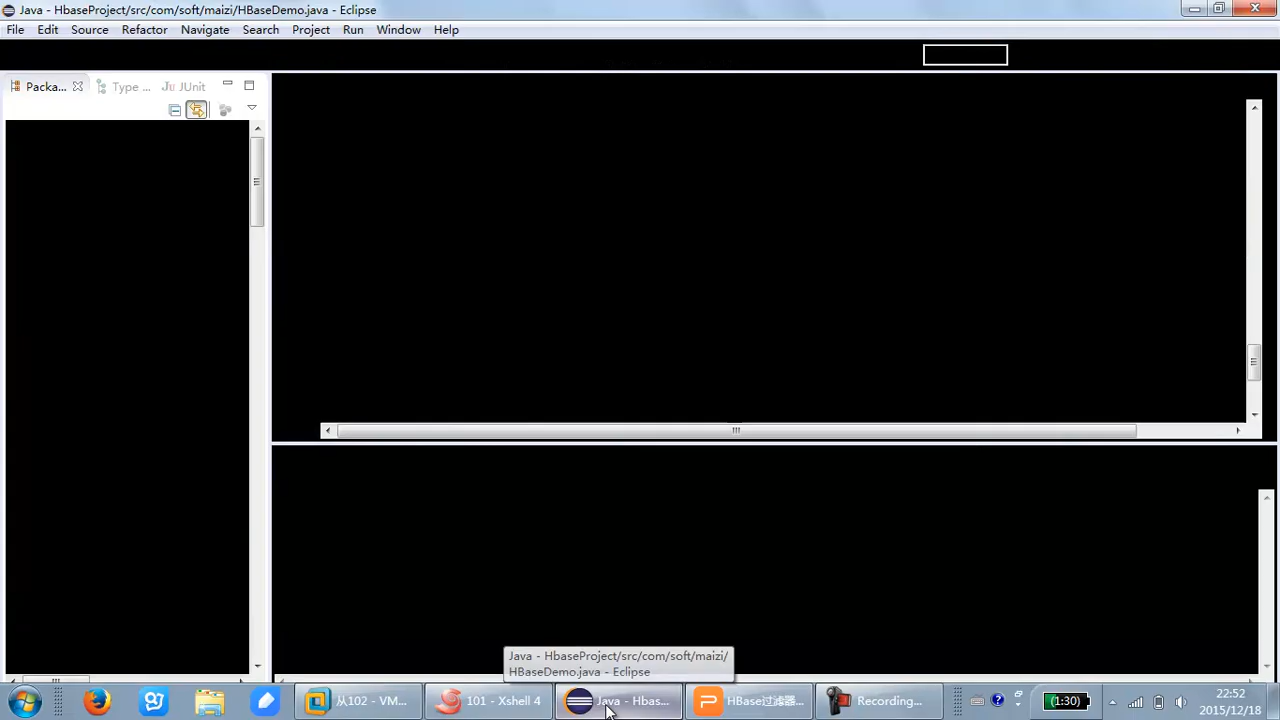 Java - HbaseProject/src/com/soft/maizi/HBaseDemo.java - Eclipse
File Edit Source Refactor Navigate Search Project Run Window Help
Packa... Type ... Ju JUnit
Java - HbaseProject/src/com/soft/maizi/
HBaseDemo.java - Eclipse
从102 - VM... 101 - Xshell 4 Java - Hbas... HBase过滤器... Recording... (1:30) 22:52
2015/12/18